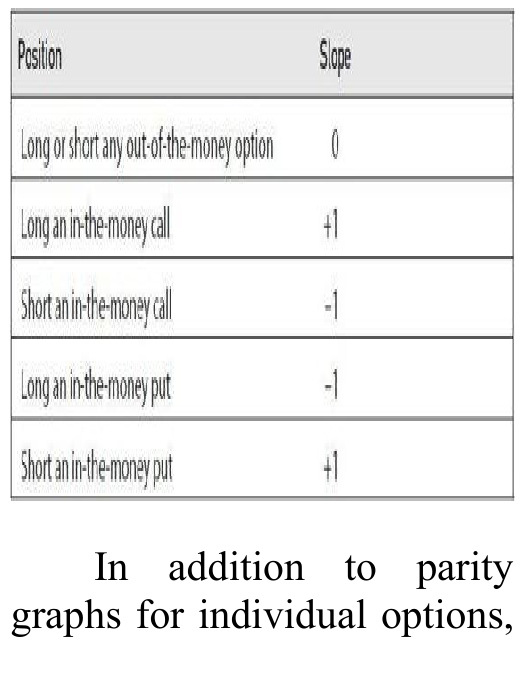 Position Slope
Long or short any out-of-the-money option 0
Long an in-the-money call +1
Short an in-the-money call –1
Long an in-the-money put –1
Short an in-the-money put +1
In addition to parity
graphs for individual options,